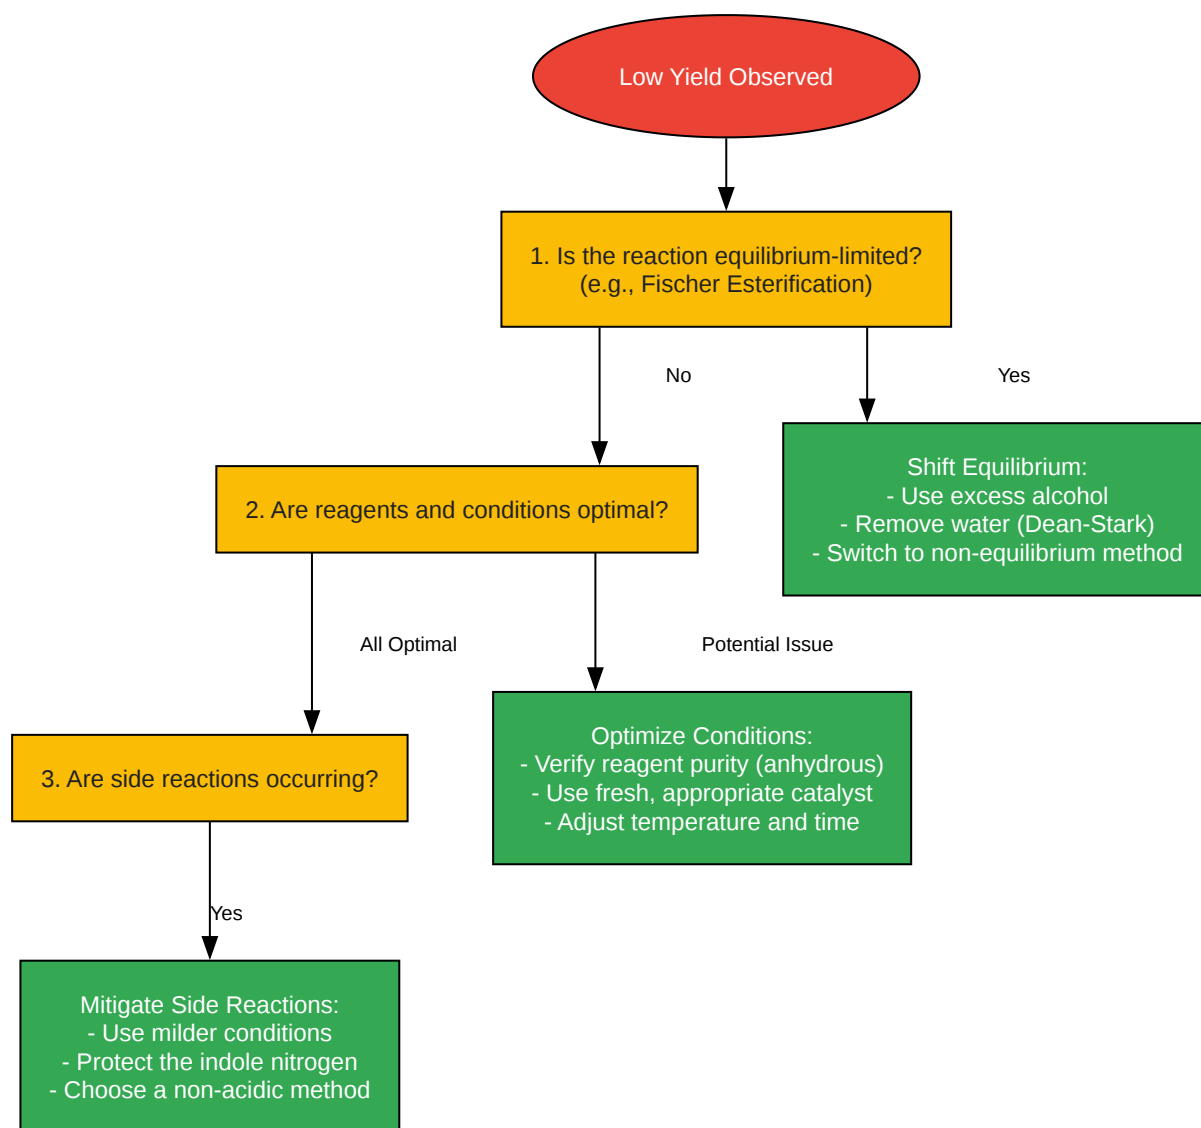 Low Yield Observed
1. Is the reaction equilibrium-limited?
(e.g., Fischer Esterification)
No
Yes
Shift Equilibrium:
- Use excess alcohol
- Remove water (Dean-Stark)
- Switch to non-equilibrium method
2. Are reagents and conditions optimal?
All Optimal
Potential Issue
Optimize Conditions:
- Verify reagent purity (anhydrous)
- Use fresh, appropriate catalyst
- Adjust temperature and time
3. Are side reactions occurring?
Yes
Mitigate Side Reactions:
- Use milder conditions
- Protect the indole nitrogen
- Choose a non-acidic method